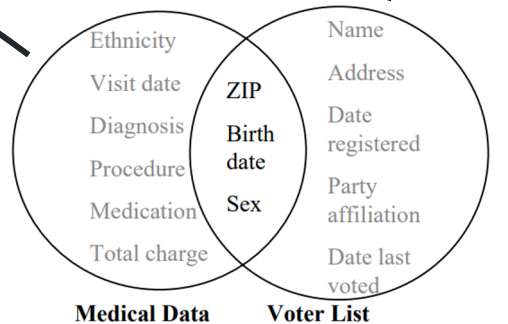 Ethnicity
Visit date
Diagnosis
Procedure
Medication
Total charge
ZIP
Birth
date
Sex
Name
Address
Date
registered
Party
affiliation
Date last
voted
Medical Data
Voter List